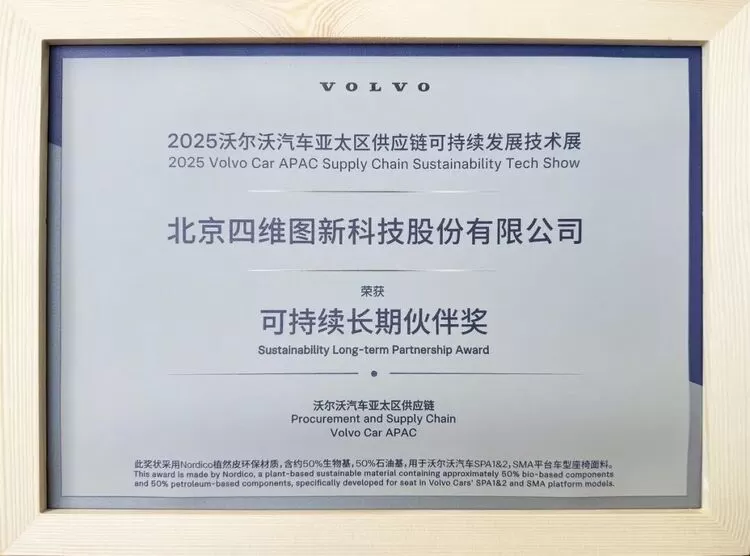 VOLVO
2025沃尔沃汽车亚太区供应链可持续发展技术展
2025 Volvo Car APAC Supply Chain Sustainability Tech Show
北京四维图新科技股份有限公司
荣获
可持续长期伙伴奖
Sustainability Long-term Partnership Award
沃尔沃汽车亚太区供应链
Procurement and Supply Chain
Volvo Car APAC
此奖状采用Nordico植然皮环保材质，含约50%生物基，50%石油基，用于沃尔沃汽车SPA1&2，SMA平台车型座椅面料。
This award is made by Nordico, a plant-based sustainable material containing approximately 50% bio-based components
and 50% petroleum-based components, specifically developed for seat in Volvo Cars' SPA1&2 and SMA platform models.